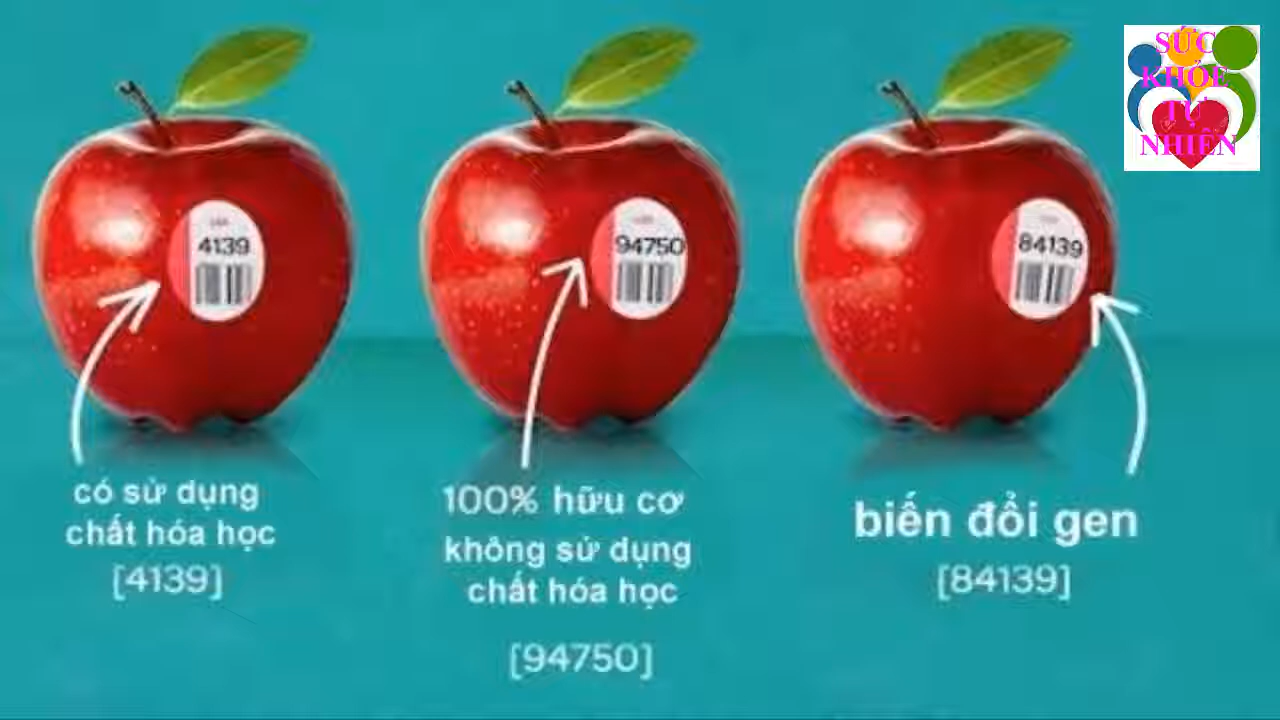 SỨC
KHỎE
TỰ
NHIÊN
4139
94750
84139
có sử dụng
chất hóa học
[4139]
100% hữu cơ
không sử dụng
chất hóa học
[94750]
biến đổi gen
[84139]